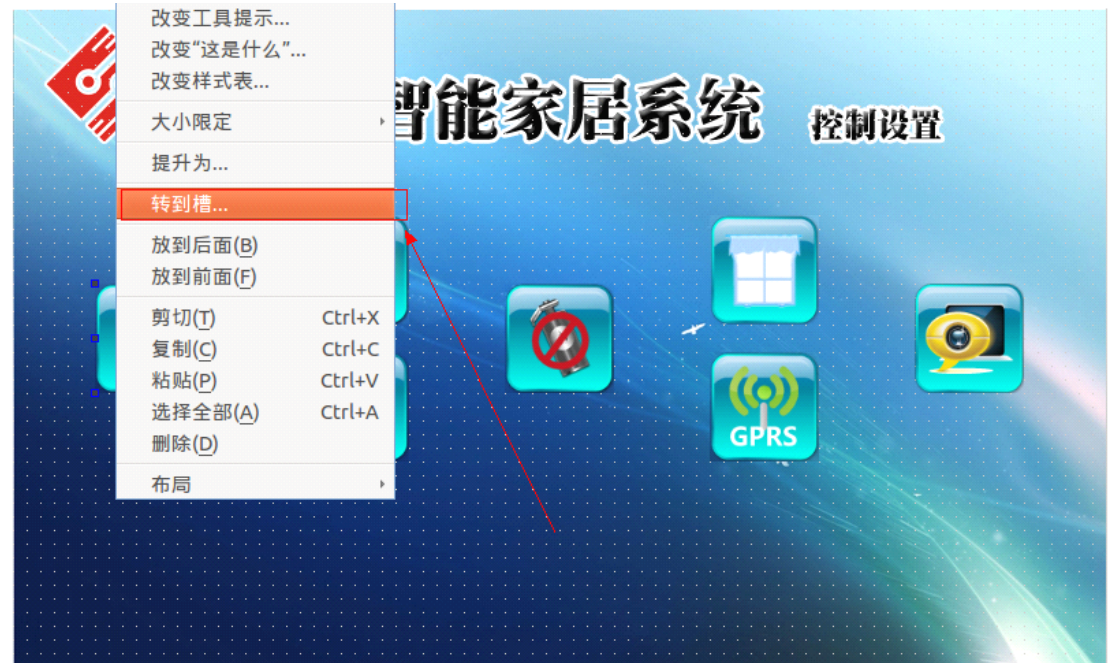 改变工具提示...
改变“这是什么”...
改变样式表...
大小限定
提升为...
转到槽...
放到后面(B)
放到前面(F)
剪切(T) Ctrl+X
复制(C) Ctrl+C
粘贴(P) Ctrl+V
选择全部(A) Ctrl+A
删除(D)
布局
智能家居系统 控制设置
GPRS